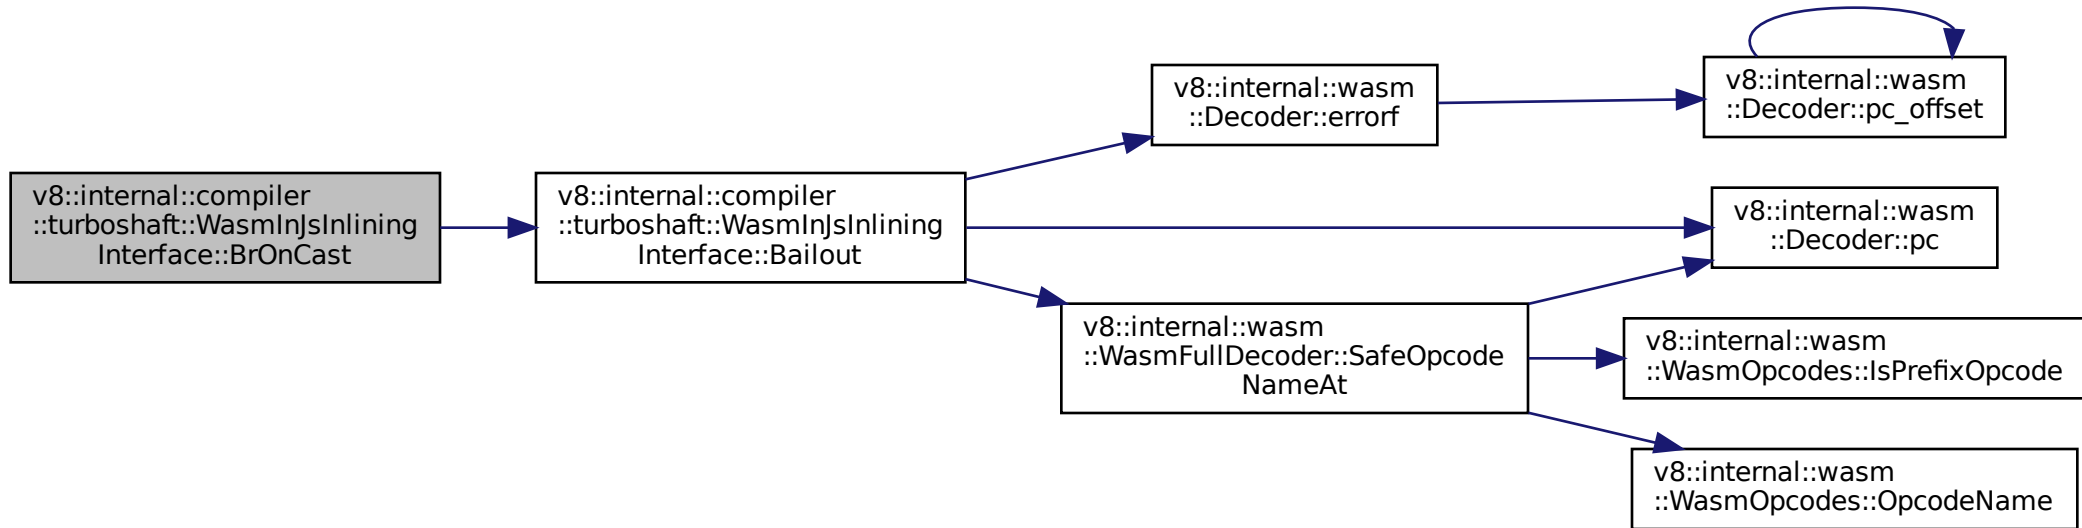 v8::internal::compiler
::turboshaft::WasmInJsInlining
Interface::BrOnCast
v8::internal::compiler
::turboshaft::WasmInJsInlining
Interface::Bailout
v8::internal::wasm
::Decoder::errorf
v8::internal::wasm
::Decoder::pc_offset
v8::internal::wasm
::Decoder::pc
v8::internal::wasm
::WasmFullDecoder::SafeOpcode
NameAt
v8::internal::wasm
::WasmOpcodes::IsPrefixOpcode
v8::internal::wasm
::WasmOpcodes::OpcodeName